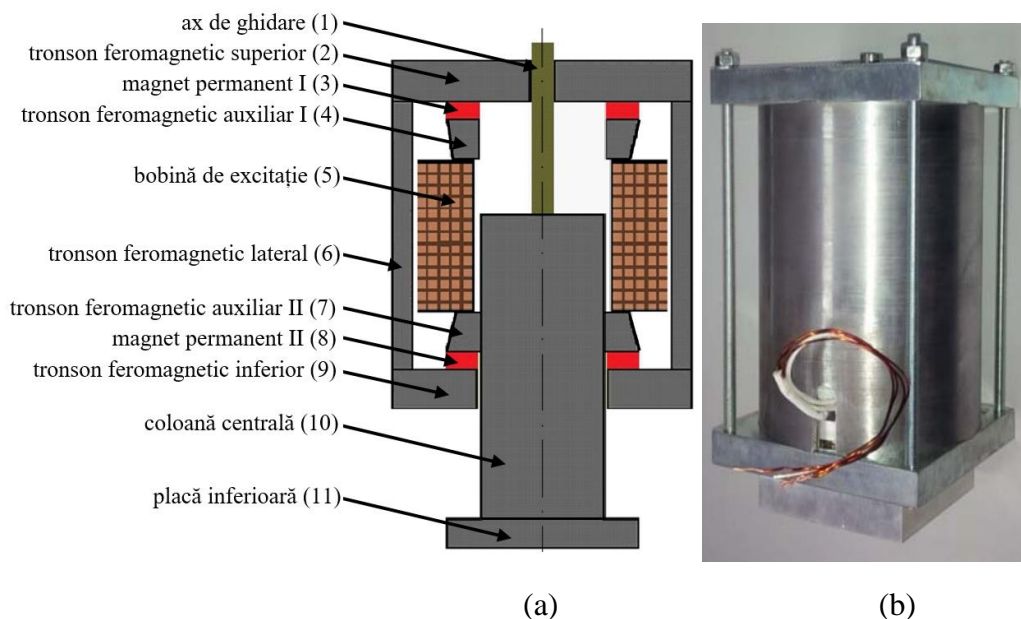 ax de ghidare (1)
tronson feromagnetic superior (2)
magnet permanent I (3)
tronson feromagnetic auxiliar I (4)
bobină de excitație (5)
tronson feromagnetic lateral (6)
tronson feromagnetic auxiliar II (7)
magnet permanent II (8)
tronson feromagnetic inferior (9)
coloană centrală (10)
placă inferioară (11)
(a)
(b)